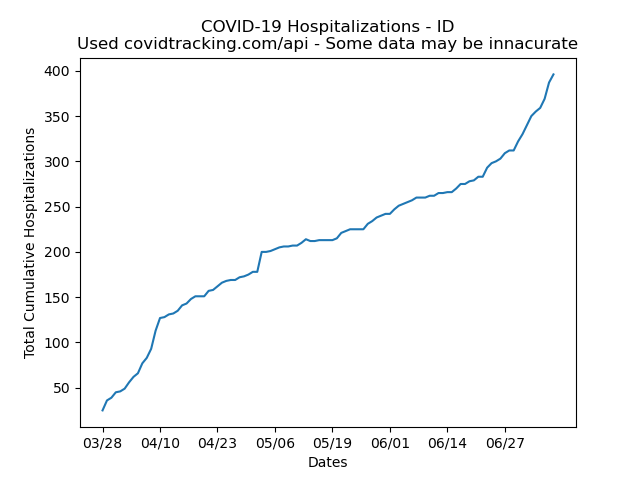 COVID-19 Hospitalizations - ID
Used covidtracking.com/api - Some data may be innacurate
Total Cumulative Hospitalizations
400
350
300
250
200
150
100
50
03/28 04/10 04/23 05/06 05/19 06/01 06/14 06/27
Dates